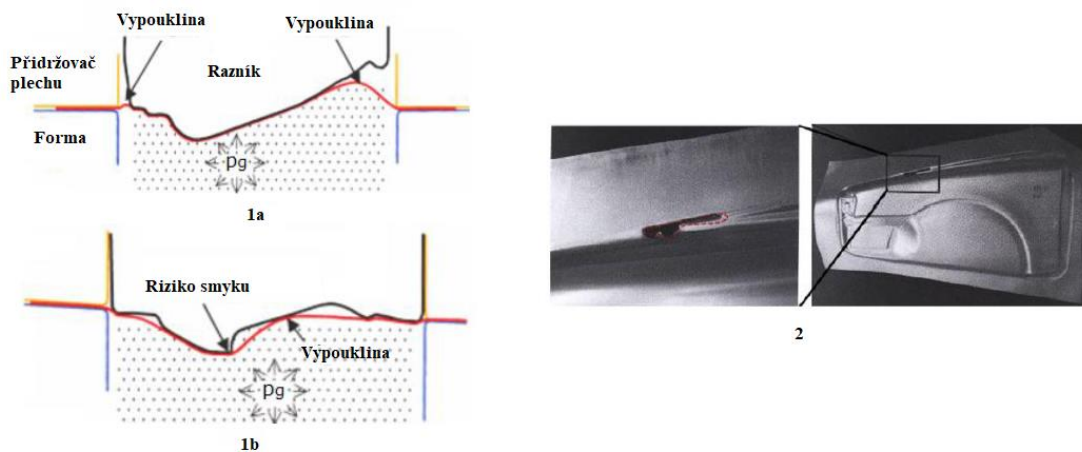 Vypouklina
Vypouklina
Přidržovač
plechu
Razník
Forma
pg
1a
Riziko smyku
Vypouklina
pg
1b
2